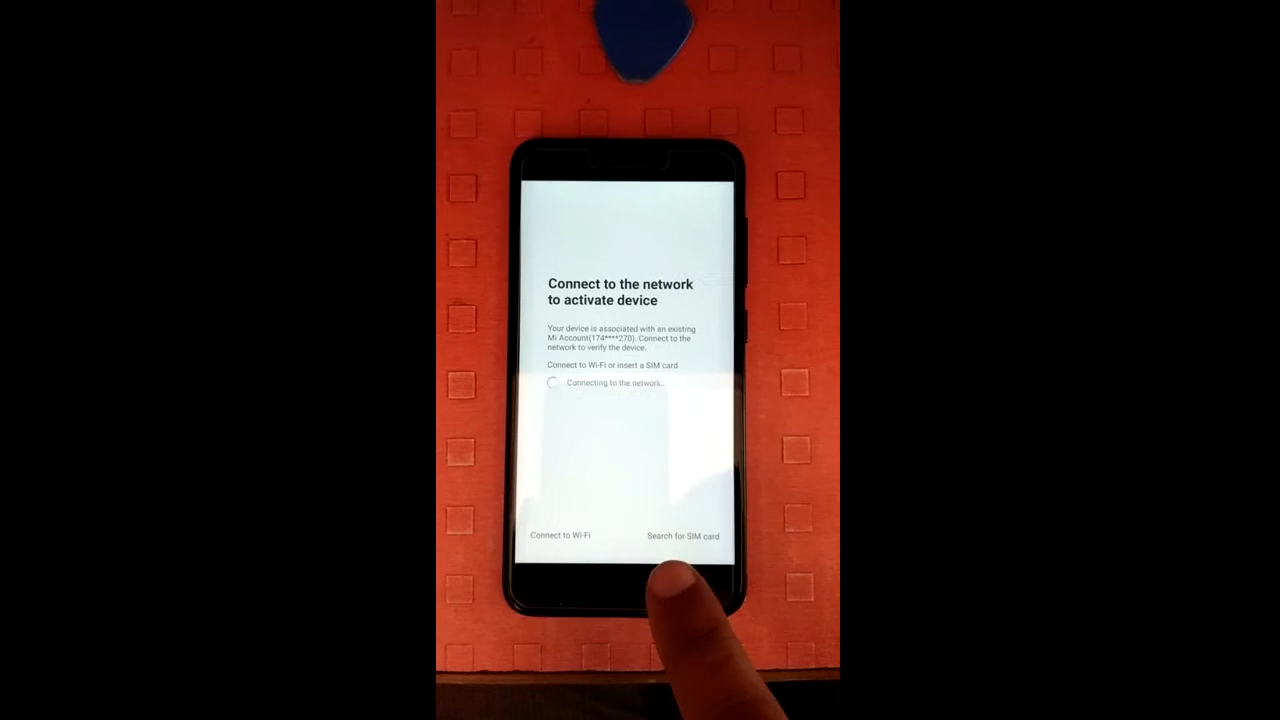 Connect to the network
to activate device
Your device is associated with an existing
Mi Account(174****270). Connect to the
network to verify the device.
Connect to Wi-Fi or insert a SIM card
Connecting to the network..
Connect to Wi-Fi
Search for SIM card